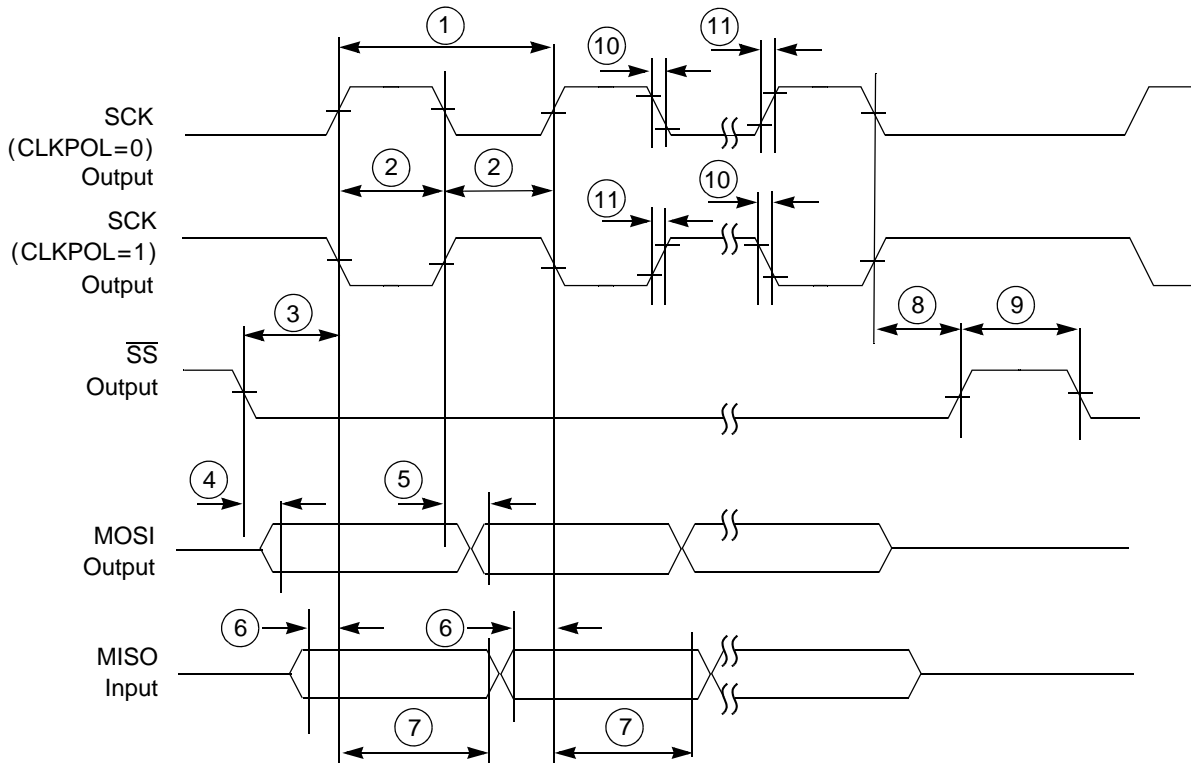 1
10
11
SCK
(CLKPOL=0)
Output
2
2
SCK
(CLKPOL=1)
Output
11
10
3
8
9
SS
Output
4
5
MOSI
Output
6
6
MISO
Input
7
7